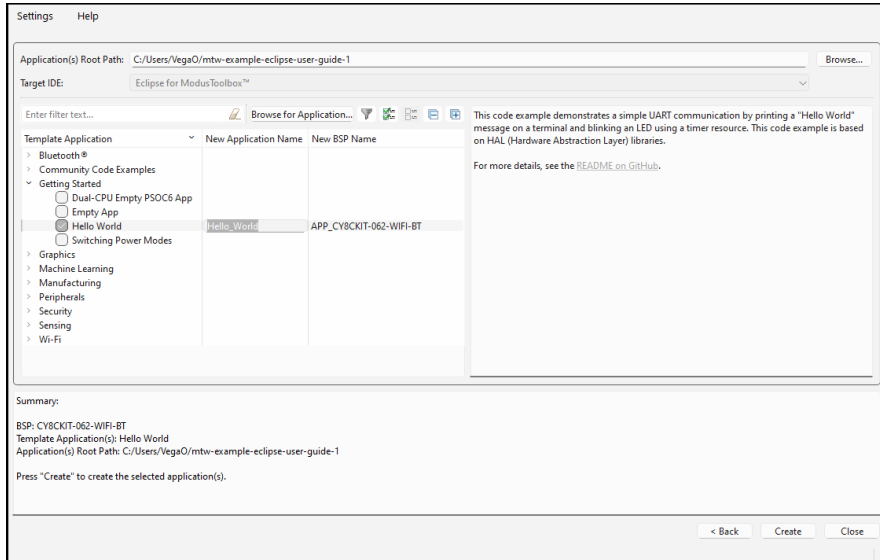 Settings Help
Application(s) Root Path: C:/Users/VegaO/mtw-example-eclipse-user-guide-1 Browse...
Target IDE: Eclipse for ModusToolbox™
Enter filter text... Browse for Application...
Template Application New Application Name New BSP Name
Bluetooth®
Community Code Examples
Getting Started
Dual-CPU Empty PSOC6 App
Empty App
Hello World Hello_World APP_CY8CKIT-062-WIFI-BT
Switching Power Modes
Graphics
Machine Learning
Manufacturing
Peripherals
Security
Sensing
Wi-Fi
This code example demonstrates a simple UART communication by printing a "Hello World"
message on a terminal and blinking an LED using a timer resource. This code example is based
on HAL (Hardware Abstraction Layer) libraries.
For more details, see the README on GitHub.
Summary:
BSP: CY8CKIT-062-WIFI-BT
Template Application(s): Hello World
Application(s) Root Path: C:/Users/VegaO/mtw-example-eclipse-user-guide-1
Press "Create" to create the selected application(s).
< Back Create Close